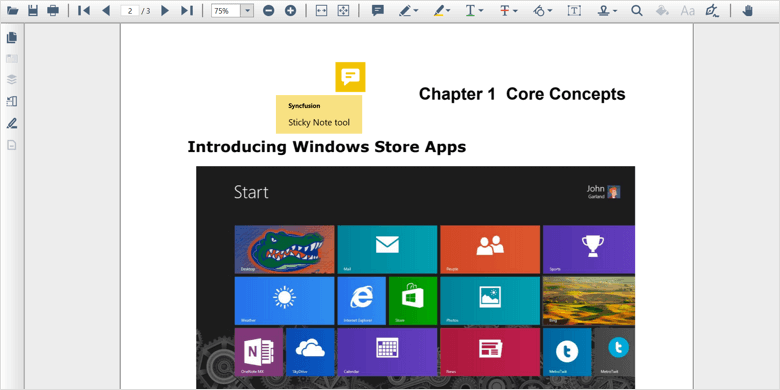 2 / 3
75%
Aa
Chapter 1 Core Concepts
Syncfusion
Sticky Note tool
Introducing Windows Store Apps
Start
John
Garland
Desktop
Mail
People
Sports
Weather
Internet Explorer
Store
Photos
OneNote MX
SkyDrive
Calendar
News
MetroTwit
MetroTwit